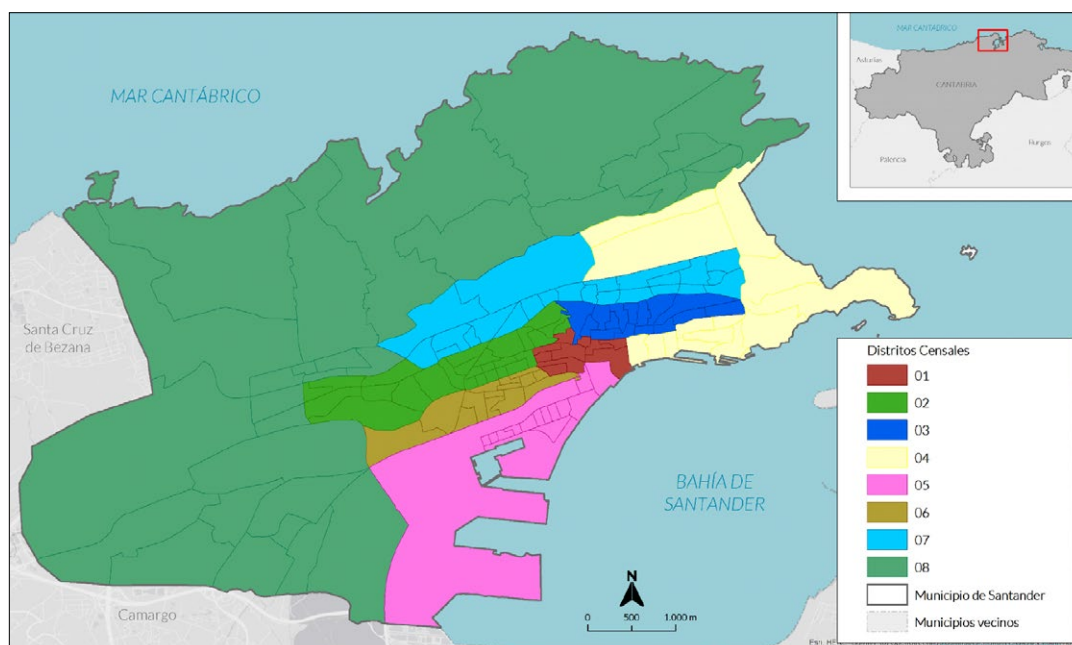 MAR CANTÁBRICO
MAR CANTÁBRICO
Asturias
CANTABRIA
Burgos
Palencia
Santa Cruz
de Bezana
BAHÍA DE
SANTANDER
Camargo
N
0 500 1.000 m
Distritos Censales
01
02
03
04
05
06
07
08
Municipio de Santander
Municipios vecinos